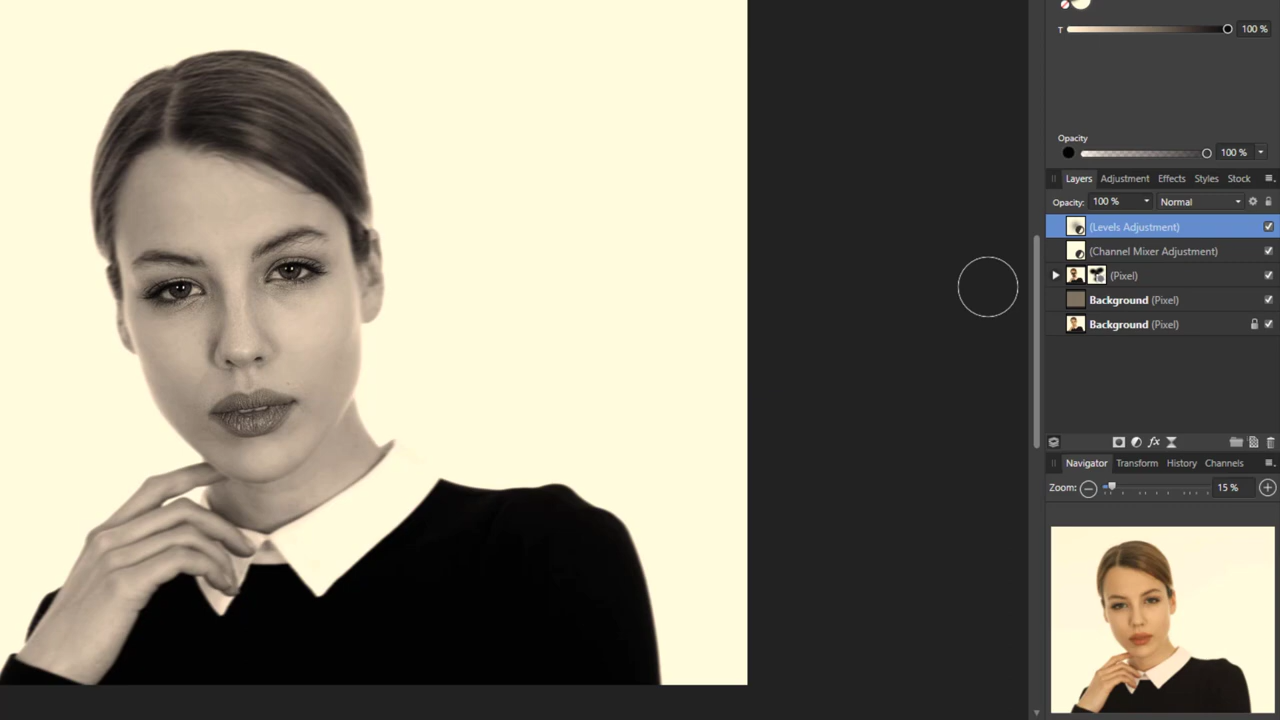 T 100 %
Opacity
100 %
Layers Adjustment Effects Styles Stock
Opacity: 100 % Normal
(Levels Adjustment)
(Channel Mixer Adjustment)
(Pixel)
Background (Pixel)
Background (Pixel)
fx
Navigator Transform History Channels
Zoom: 15 %